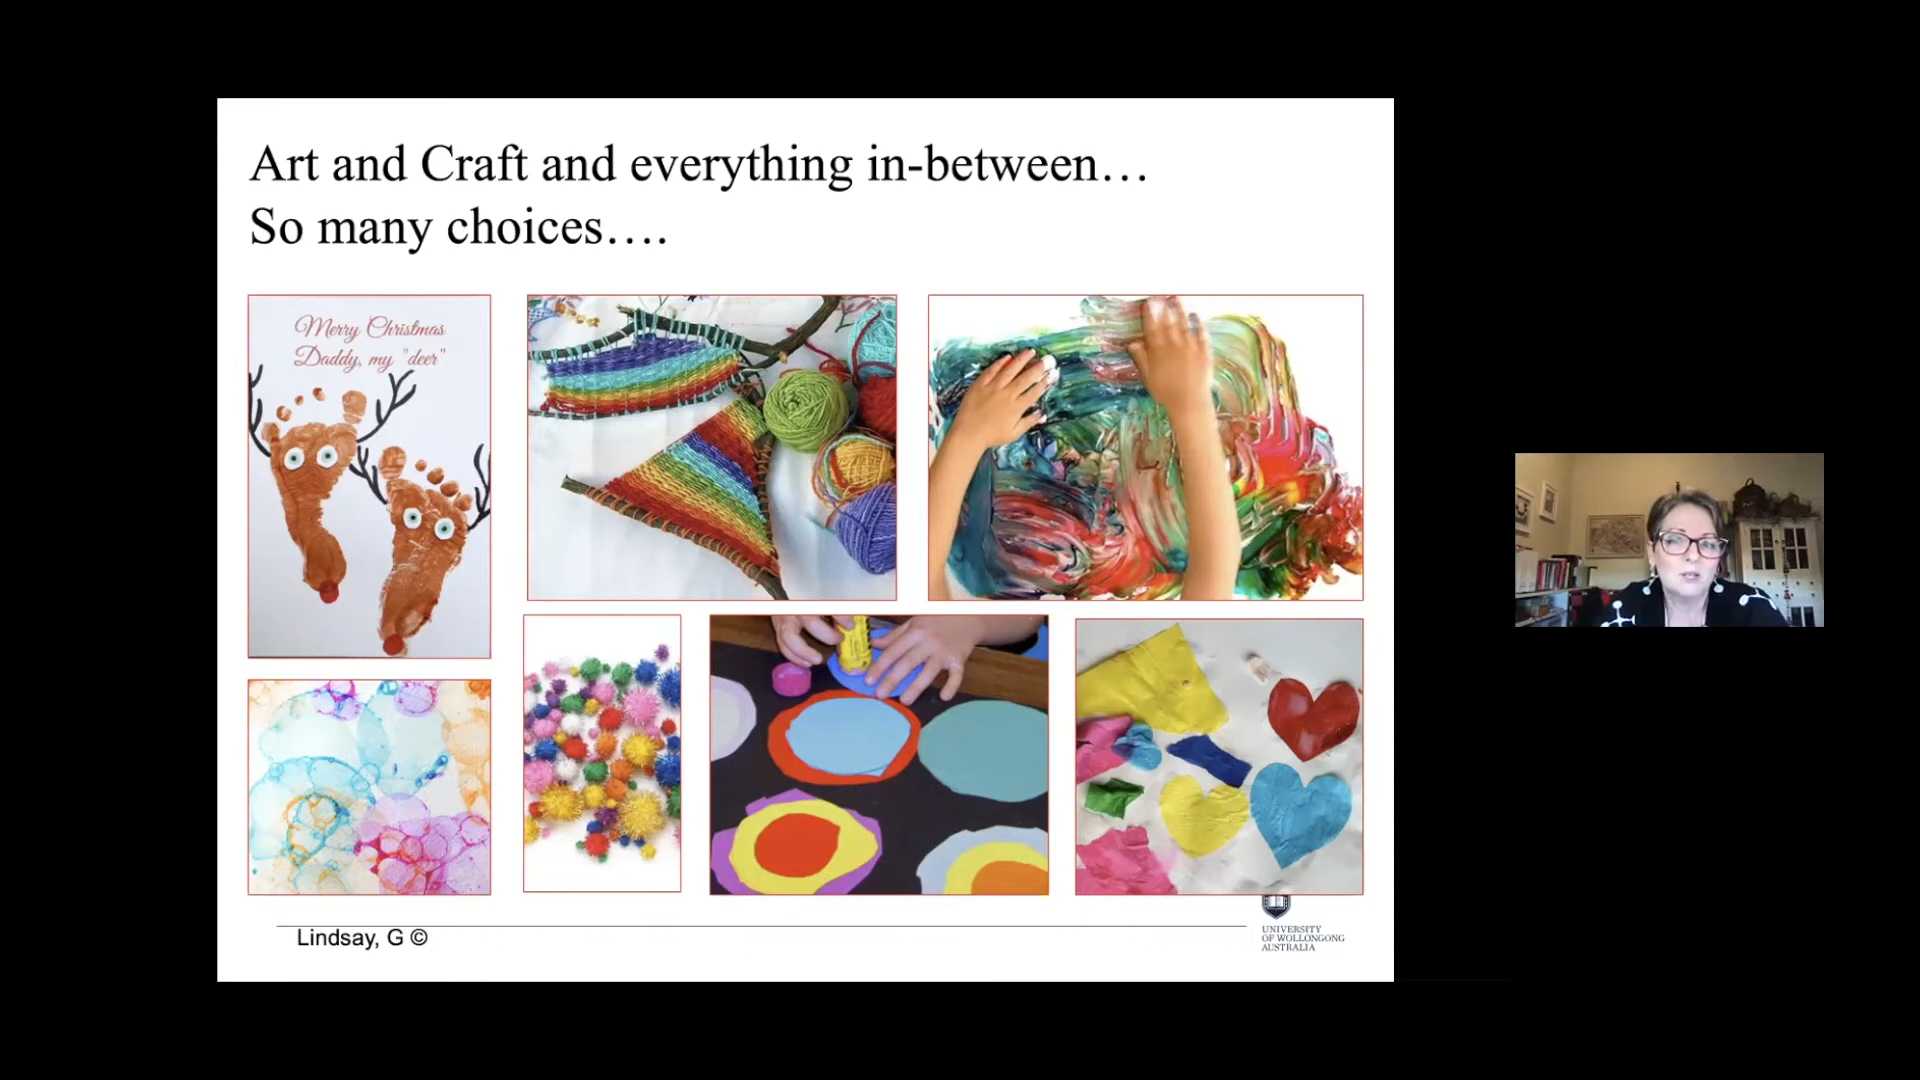 Art and Craft and everything in-between…
So many choices….
Merry Christmas
Daddy, my "deer"
Lindsay, G ©
UNIVERSITY
OF WOLLONGONG
AUSTRALIA